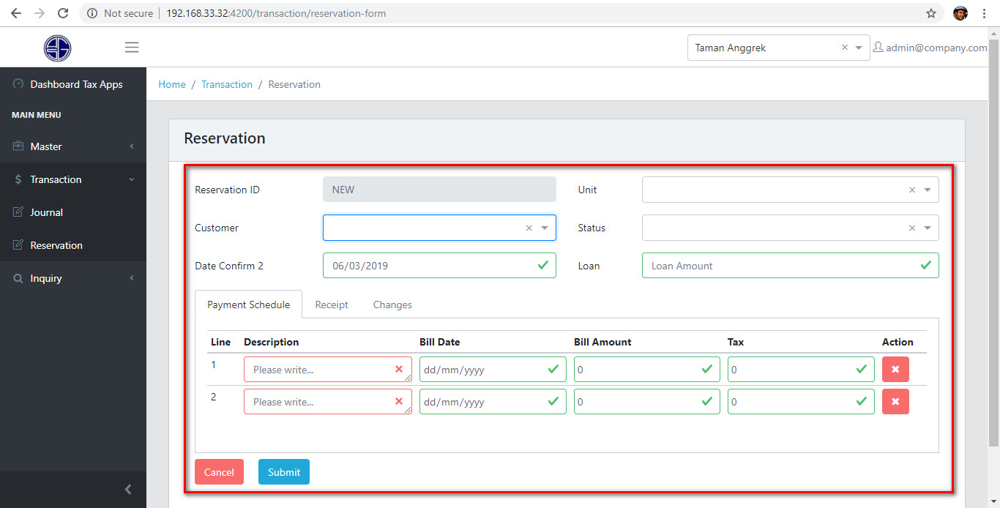 Not secure | 192.168.33.32:4200/transaction/reservation-form
Taman Anggrek × admin@company.com
Dashboard Tax Apps
Home / Transaction / Reservation
MAIN MENU
Master
Transaction
Journal
Reservation
Inquiry
Reservation
Reservation ID NEW Unit ×
Customer × Status ×
Date Confirm 2 06/03/2019 Loan Loan Amount
Payment Schedule Receipt Changes
Line Description Bill Date Bill Amount Tax Action
1 Please write... dd/mm/yyyy 0 0
2 Please write... dd/mm/yyyy 0 0
Cancel Submit